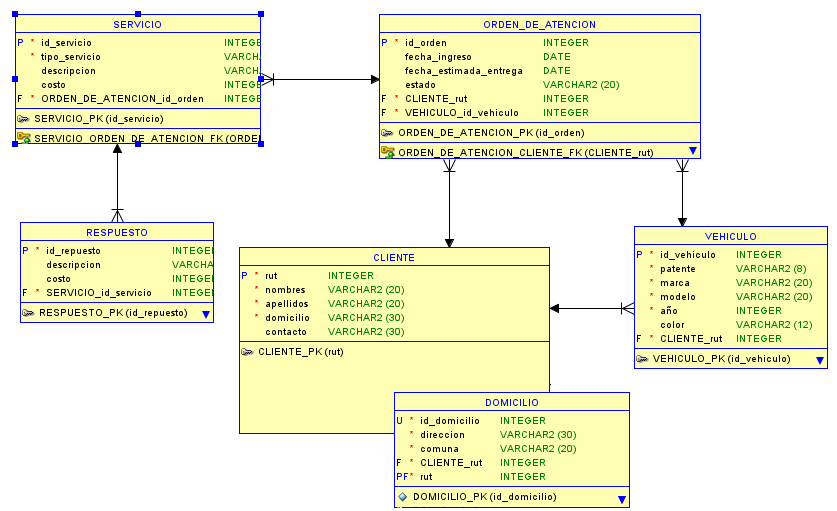 SERVICIO
P * id_servicio INTEGE
* tipo_servicio VARCH
descripcion VARCH
costo INTEGE
F * ORDEN_DE_ATENCION_id_orden INTEGE
SERVICIO_PK (id_servicio)
SERVICIO_ORDEN_DE_ATENCION_FK (ORDE
ORDEN_DE_ATENCION
P * id_orden INTEGER
fecha_ingreso DATE
fecha_estimada_entrega DATE
estado VARCHAR2 (20)
F * CLIENTE_rut INTEGER
F * VEHICULO_id_vehiculo INTEGER
ORDEN_DE_ATENCION_PK (id_orden)
ORDEN_DE_ATENCION_CLIENTE_FK (CLIENTE_rut)
RESPUESTO
P * id_repuesto INTEGE
descripcion VARCHA
costo INTEGE
F * SERVICIO_id_servicio INTEGE
RESPUESTO_PK (id_repuesto)
CLIENTE
P * rut INTEGER
* nombres VARCHAR2 (20)
* apellidos VARCHAR2 (20)
* domicilio VARCHAR2 (30)
contacto VARCHAR2 (30)
CLIENTE_PK (rut)
VEHICULO
P * id_vehiculo INTEGER
* patente VARCHAR2 (8)
* marca VARCHAR2 (20)
* modelo VARCHAR2 (20)
* año INTEGER
color VARCHAR2 (12)
F * CLIENTE_rut INTEGER
VEHICULO_PK (id_vehiculo)
DOMICILIO
U * id_domicilio INTEGER
* direccion VARCHAR2 (30)
* comuna VARCHAR2 (20)
F * CLIENTE_rut INTEGER
PF* rut INTEGER
DOMICILIO_PK (id_domicilio)